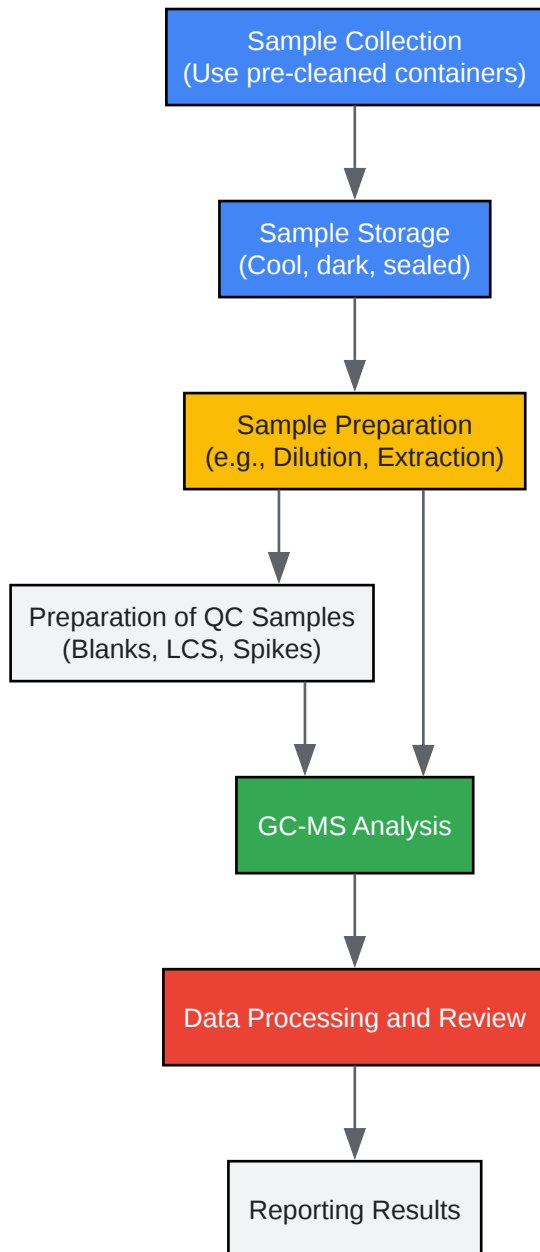 Sample Collection
(Use pre-cleaned containers)
Sample Storage
(Cool, dark, sealed)
Sample Preparation
(e.g., Dilution, Extraction)
Preparation of QC Samples
(Blanks, LCS, Spikes)
GC-MS Analysis
Data Processing and Review
Reporting Results